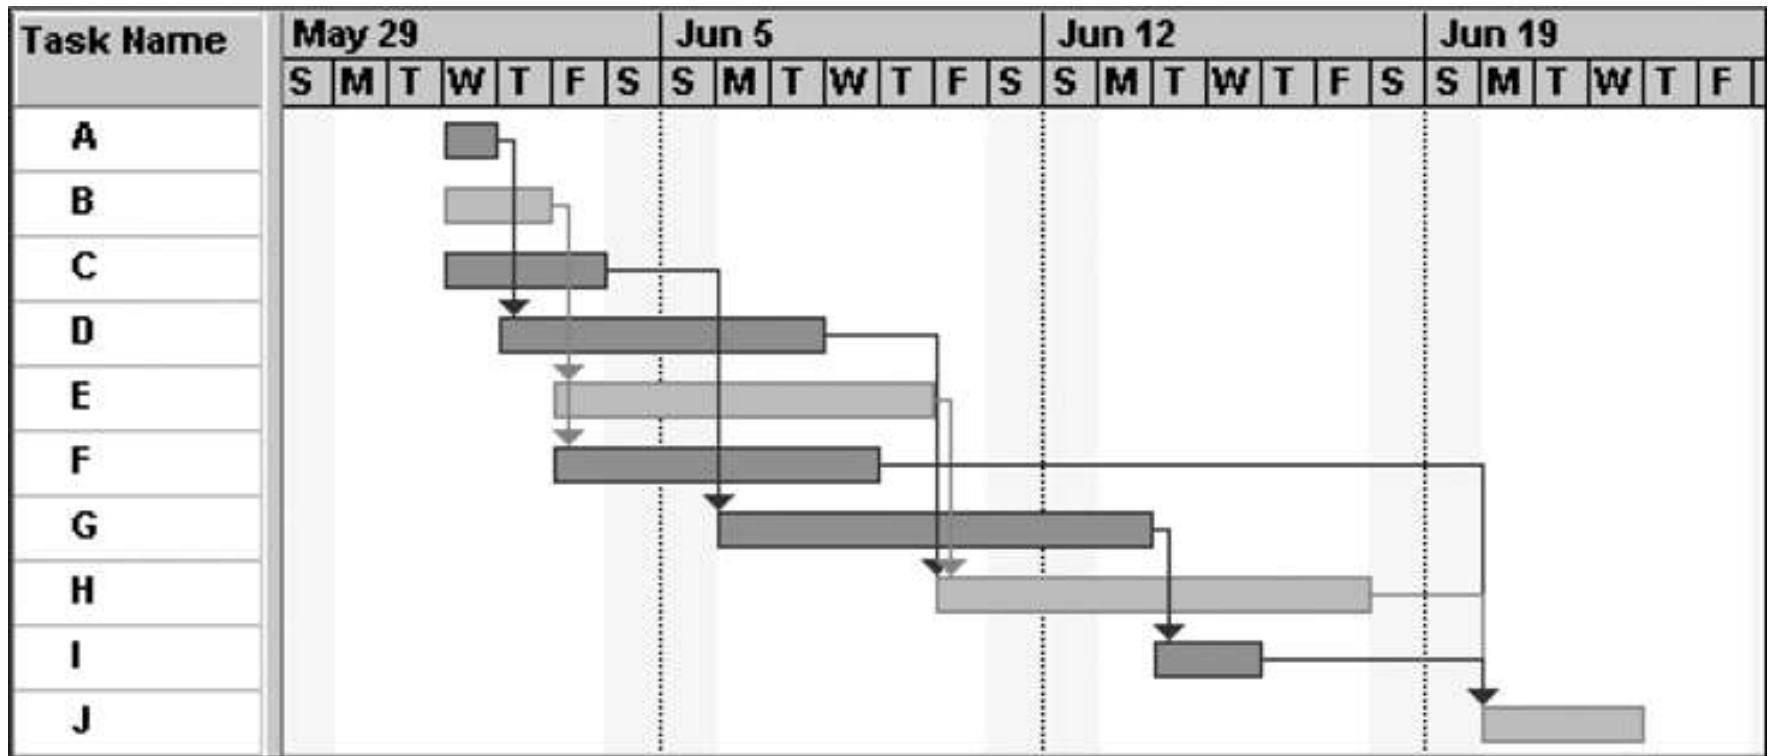 Task Name May 29 Jun 5 Jun 12 Jun 19
S M T W T F S S M T W T F S S M T W T F S S M T W T F
A
B
C
D
E
F
G
H
I
J